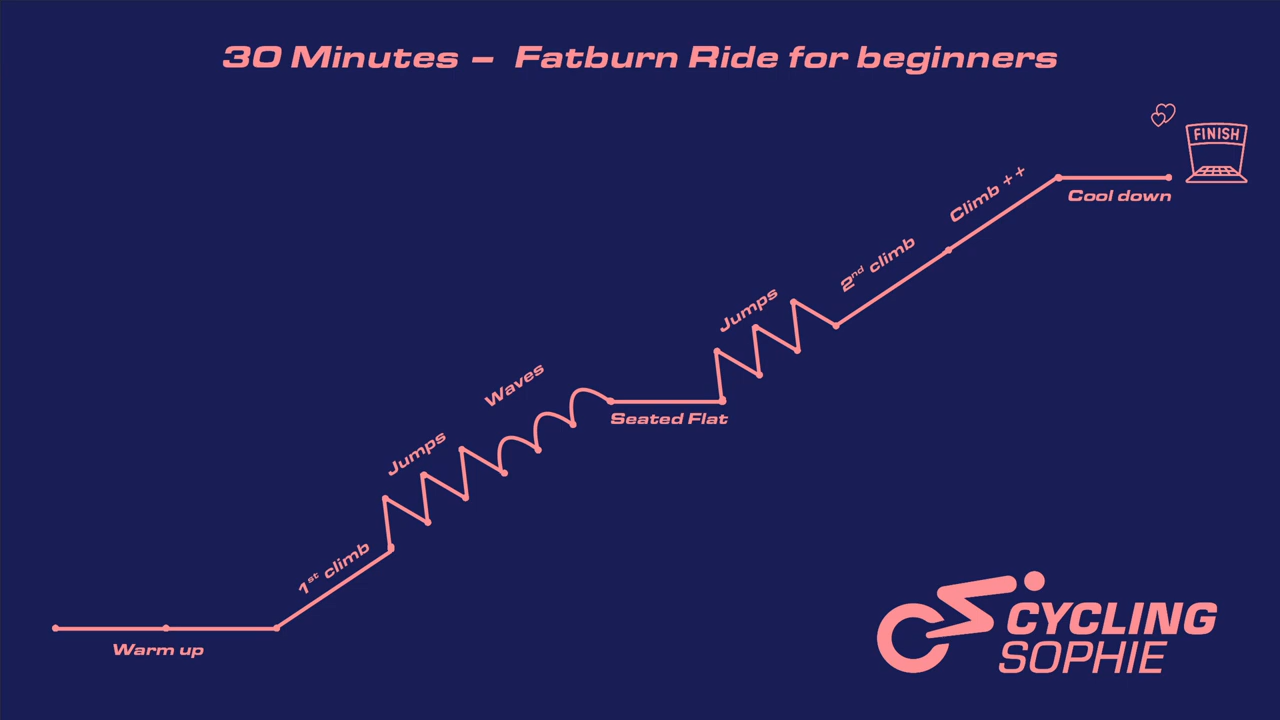 30 Minutes – Fatburn Ride for beginners
FINISH
Climb ++
Cool down
2nd climb
Jumps
Waves
Seated Flat
Jumps
1st climb
Warm up
CYCLING
SOPHIE